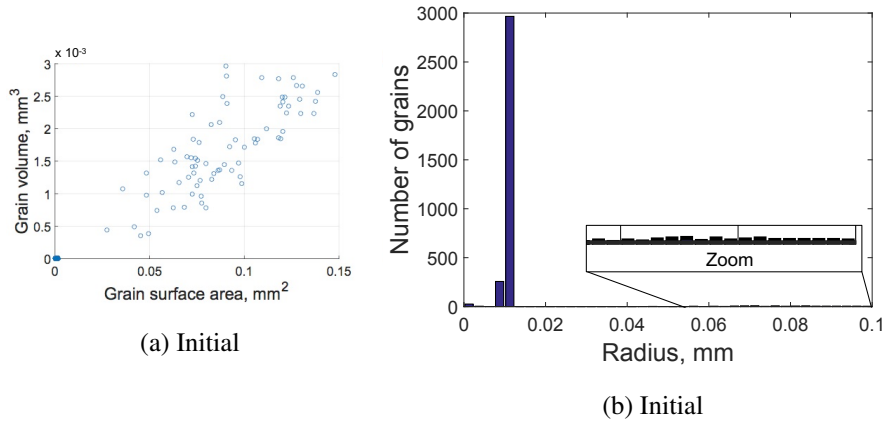 x 10⁻³
3
2.5
2
1.5
1
0.5
0
0.05
0.1
0.15
Grain volume, mm³
Grain surface area, mm²
(a) Initial
3000
2500
2000
1500
1000
500
0
0
0.02
0.04
0.06
0.08
0.1
Number of grains
Zoom
Radius, mm
(b) Initial